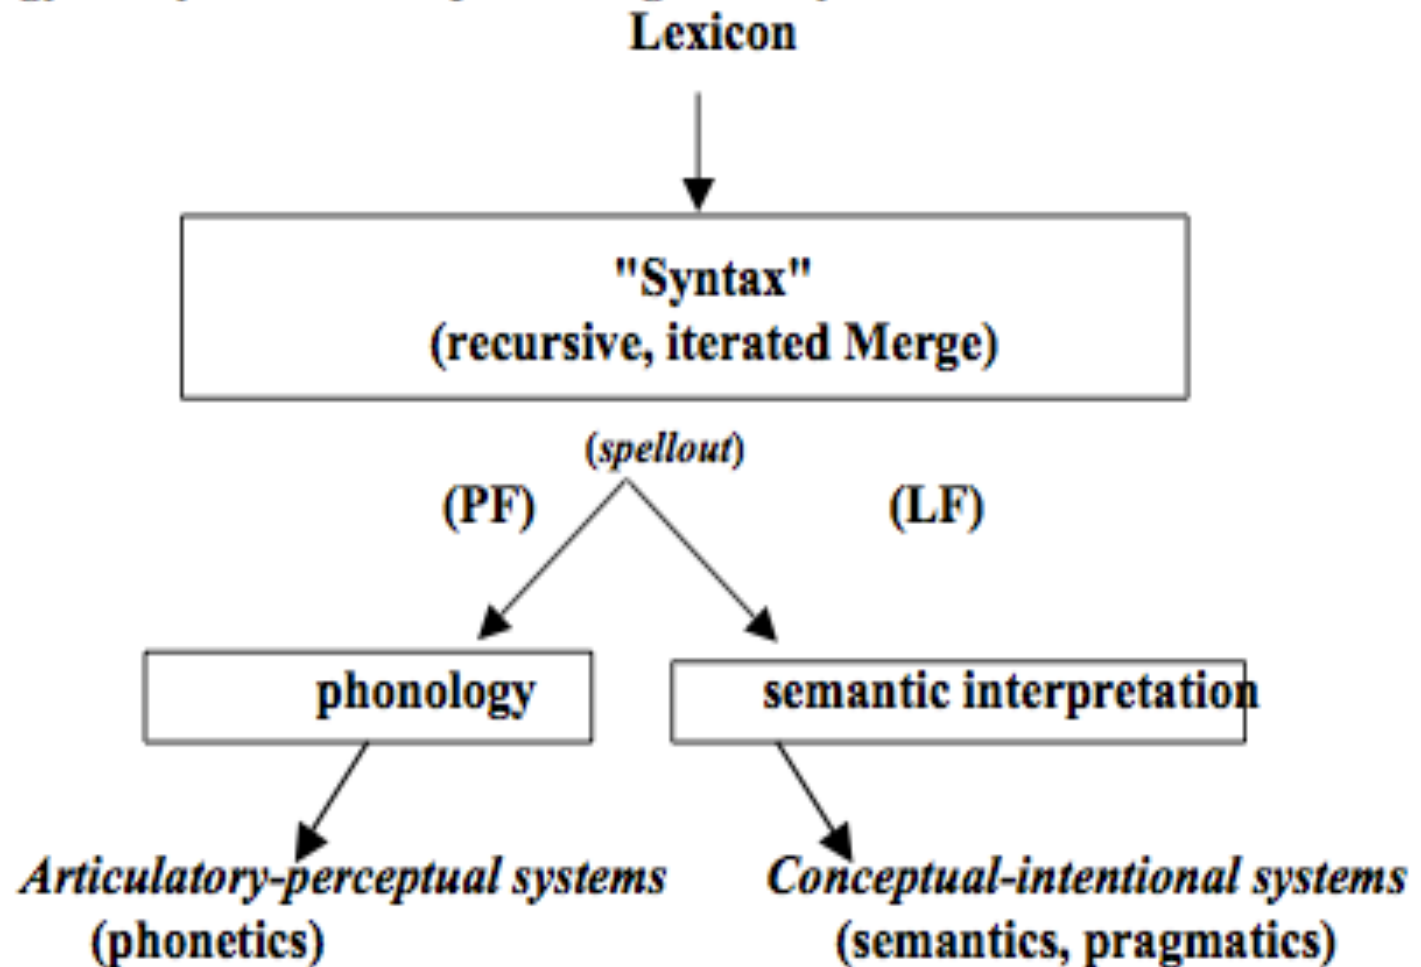 Lexicon
"Syntax"
(recursive, iterated Merge)
(spellout)
(PF) (LF)
phonology semantic interpretation
Articulatory-perceptual systems Conceptual-intentional systems
(phonetics) (semantics, pragmatics)